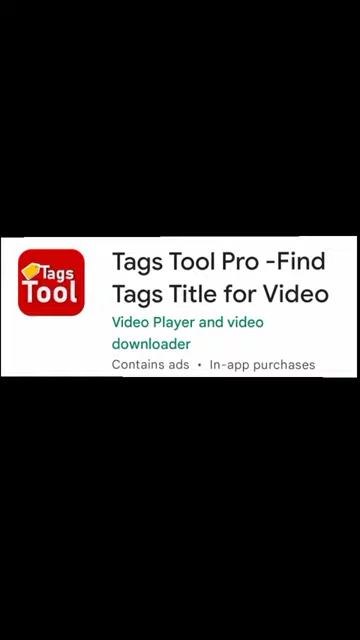 Tags
Tool
Tags Tool Pro -Find
Tags Title for Video
Video Player and video
downloader
Contains ads • In-app purchases